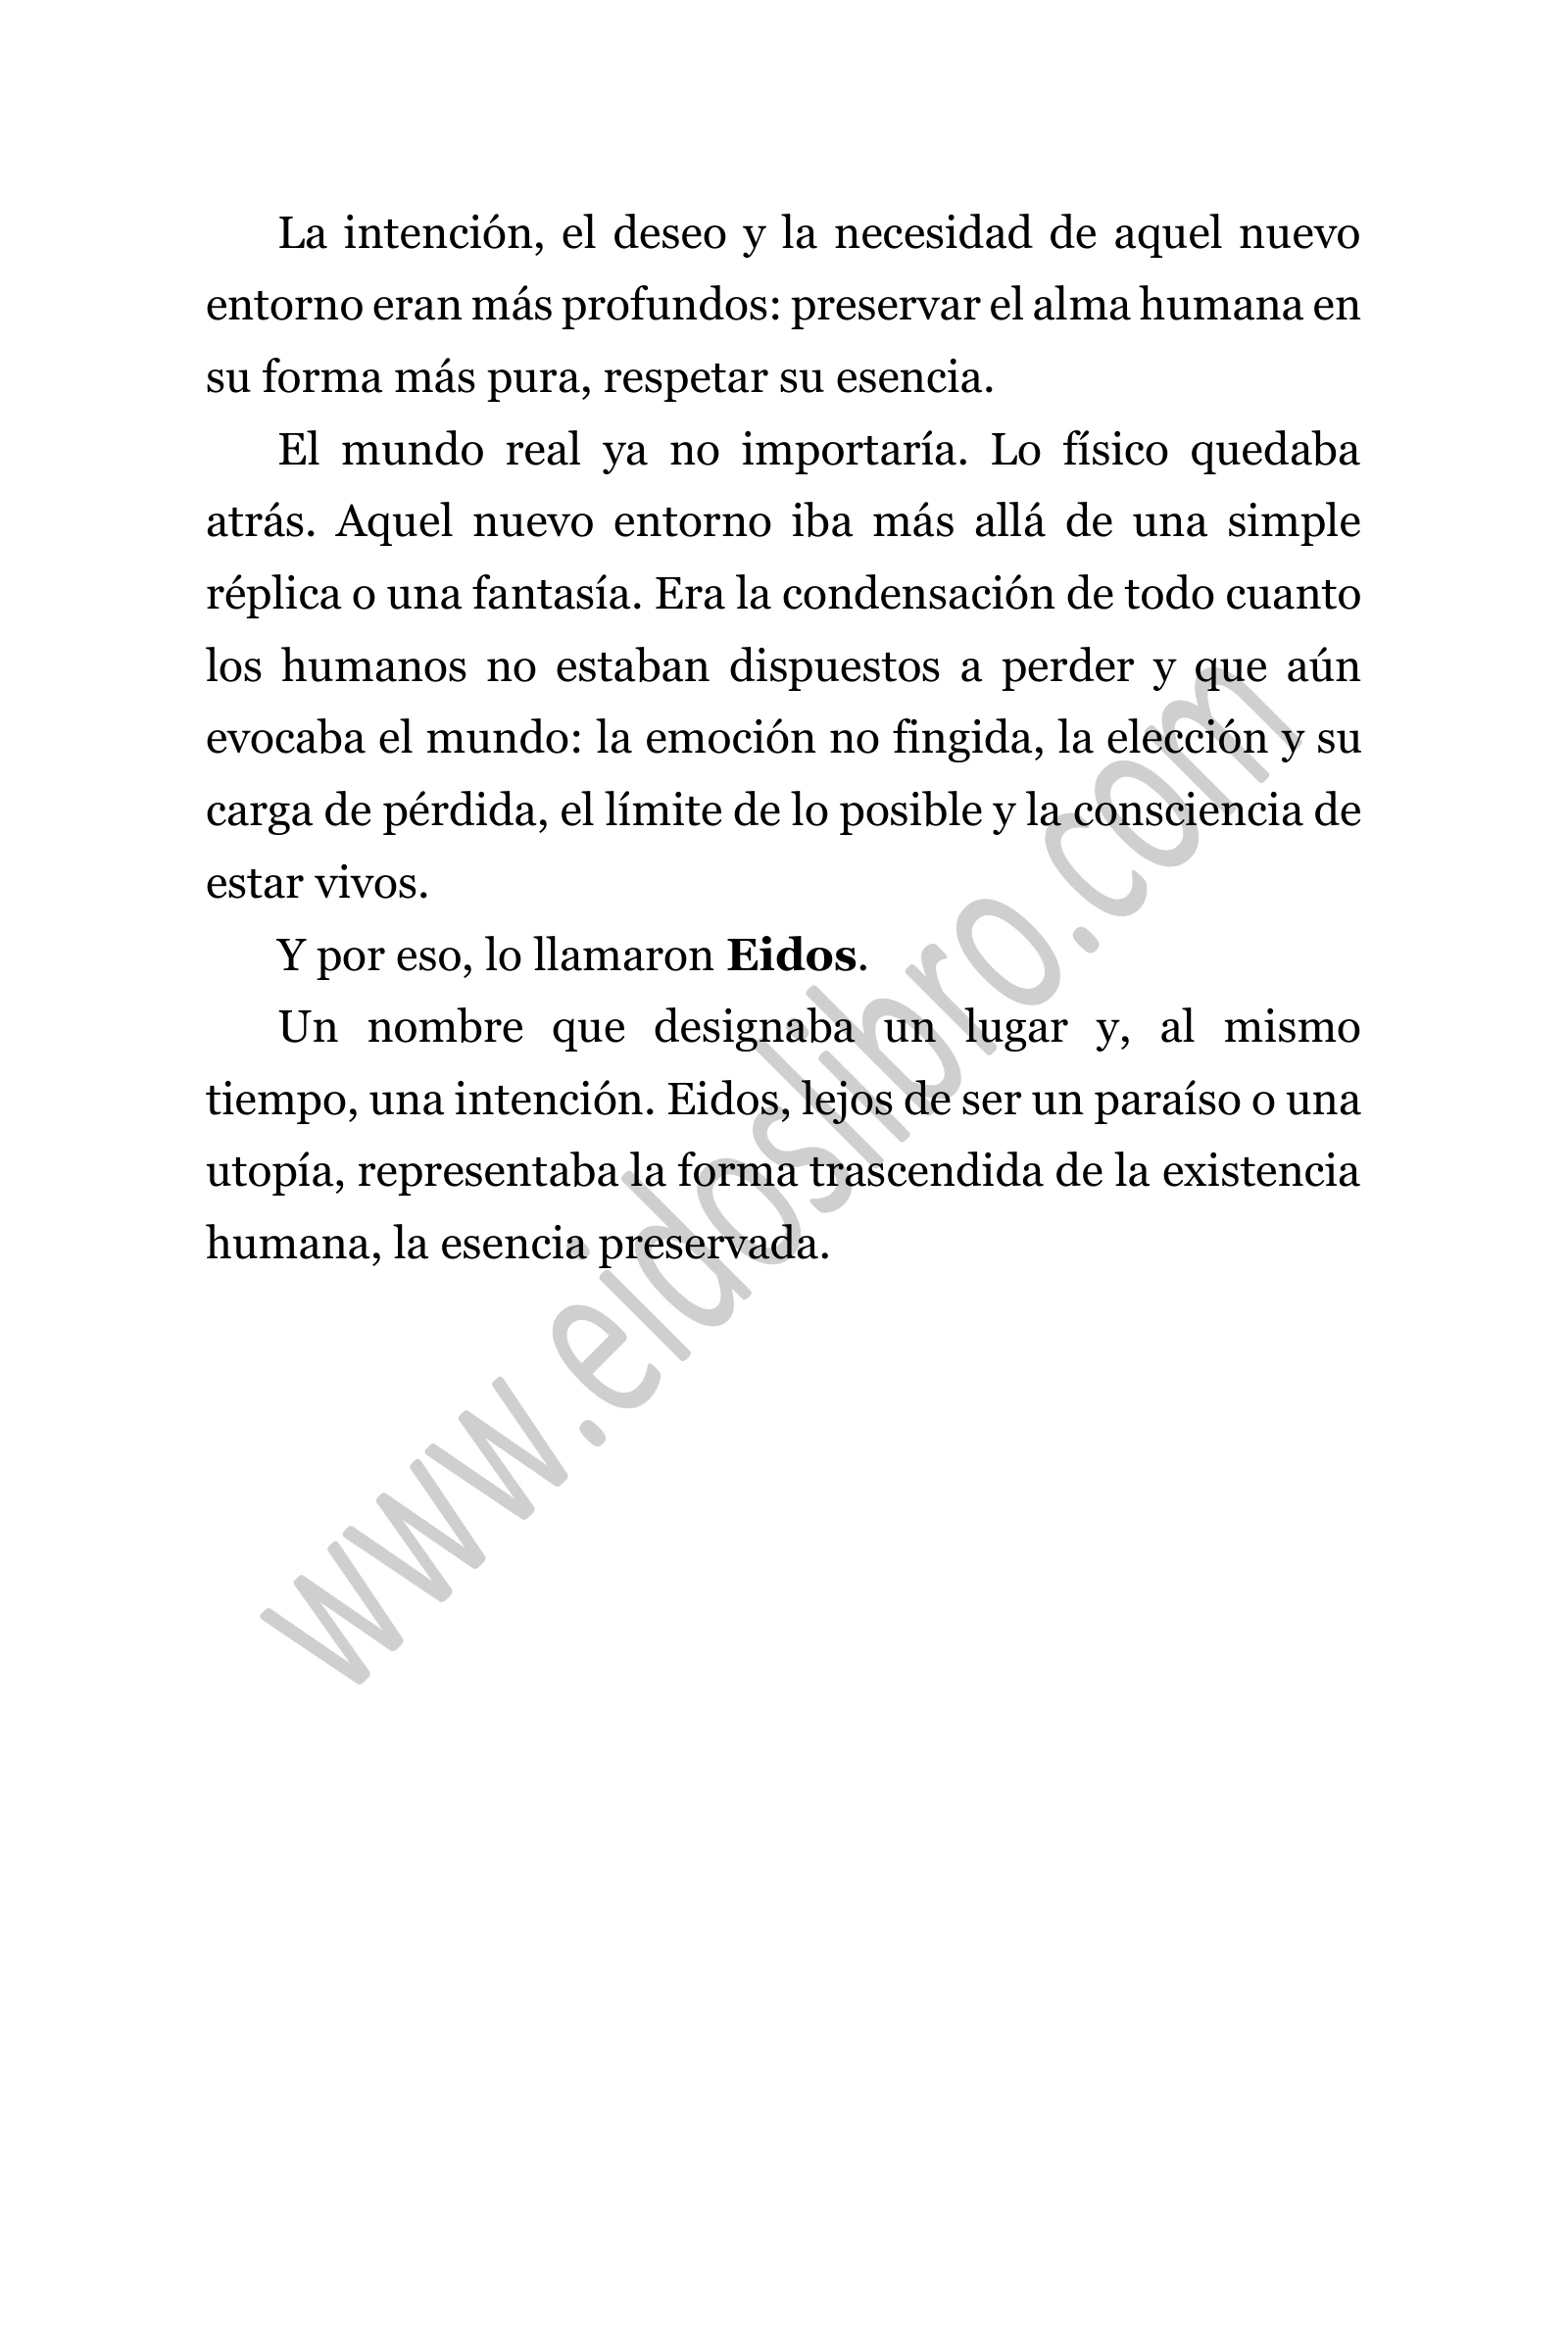 La intención, el deseo y la necesidad de aquel nuevo
entorno eran más profundos: preservar el alma humana en
su forma más pura, respetar su esencia.
El mundo real ya no importaría. Lo físico quedaba
atrás. Aquel nuevo entorno iba más allá de una simple
réplica o una fantasía. Era la condensación de todo cuanto
los humanos no estaban dispuestos a perder y que aún
evocaba el mundo: la emoción no fingida, la elección y su
carga de pérdida, el límite de lo posible y la consciencia de
estar vivos.
Y por eso, lo llamaron Eidos.
Un nombre que designaba un lugar y, al mismo
tiempo, una intención. Eidos, lejos de ser un paraíso o una
utopía, representaba la forma trascendida de la existencia
humana, la esencia preservada.
www.eidoslibro.com